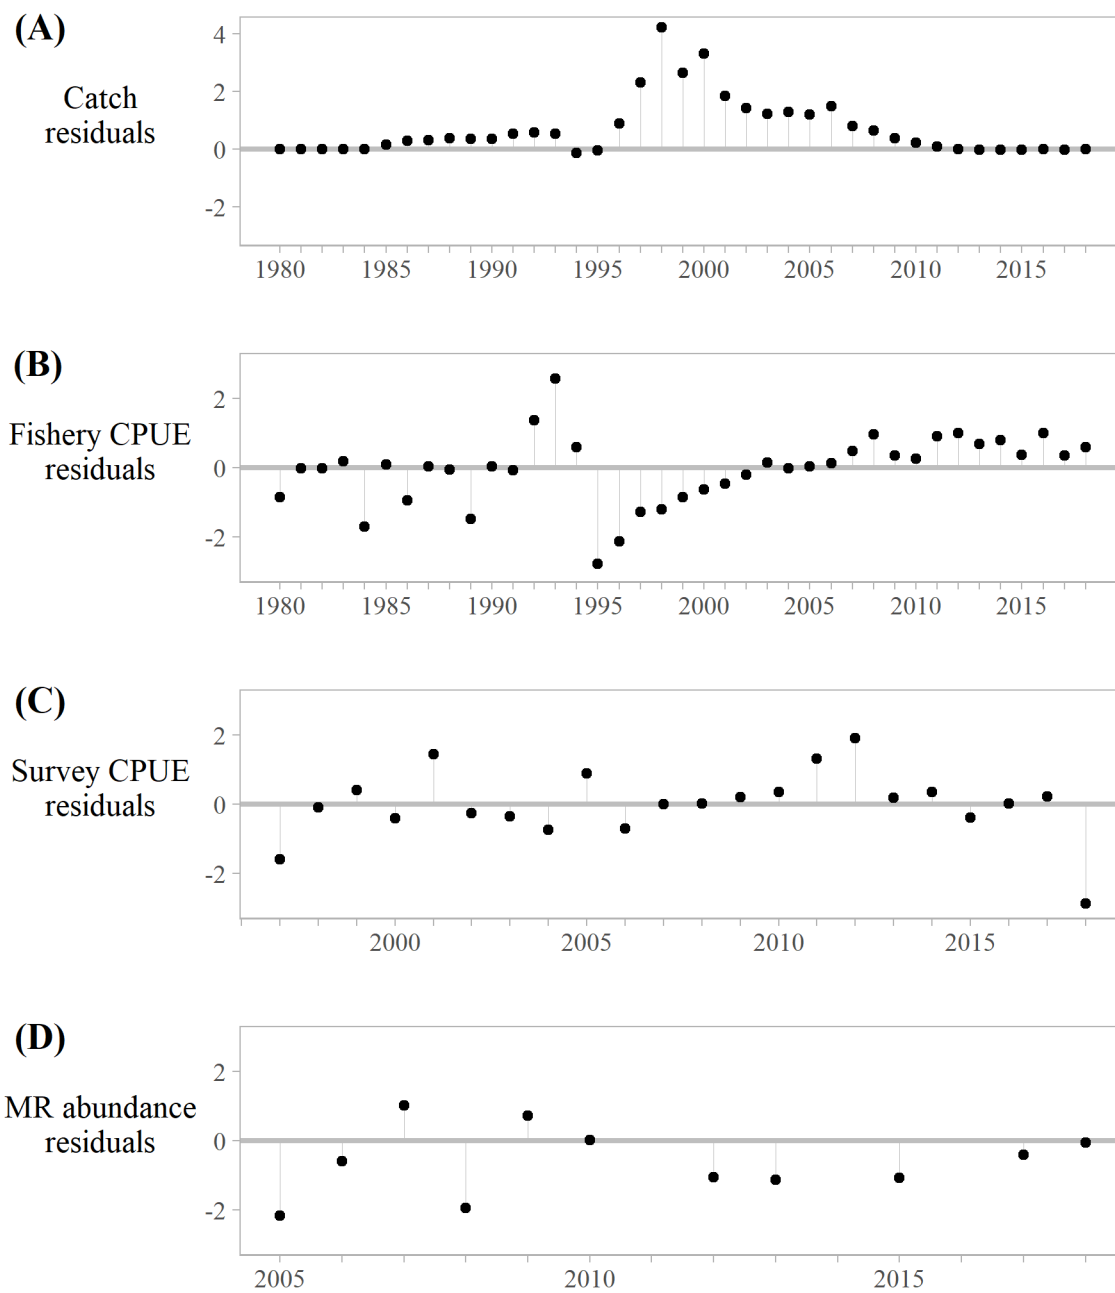 (A)
Catch
residuals
4
2
0
-2
1980 1985 1990 1995 2000 2005 2010 2015
(B)
Fishery CPUE
residuals
2
0
-2
1980 1985 1990 1995 2000 2005 2010 2015
(C)
Survey CPUE
residuals
2
0
-2
2000 2005 2010 2015
(D)
MR abundance
residuals
2
0
-2
2005 2010 2015